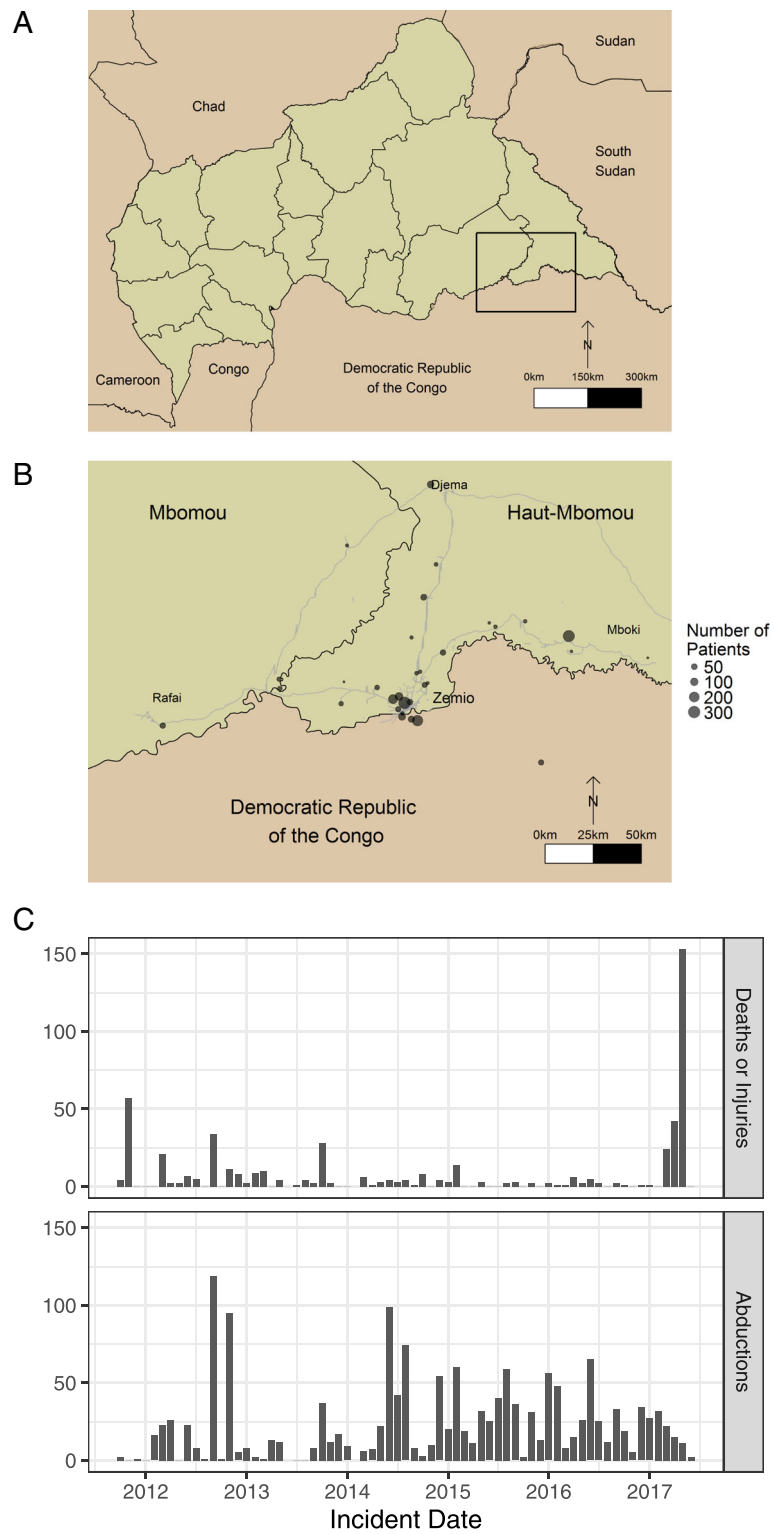 A
Sudan
Chad
South
Sudan
N
Cameroon
Congo
Democratic Republic
of the Congo
0km 150km 300km
B
Djema
Mbomou
Haut-Mbomou
Mboki
Number of
Patients
50
100
200
300
Rafai
Zemio
N
Democratic Republic
of the Congo
0km 25km 50km
C
150
100
50
0
Deaths or Injuries
150
100
50
0
Abductions
2012 2013 2014 2015 2016 2017
Incident Date